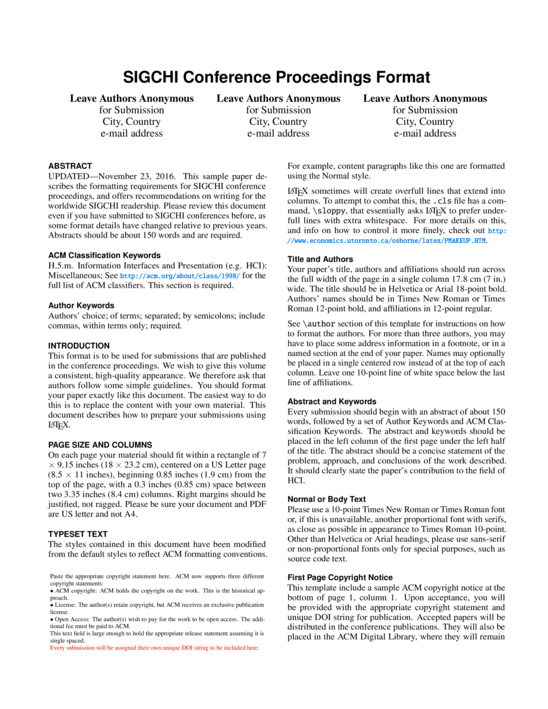 SIGCHI Conference Proceedings Format
Leave Authors Anonymous
for Submission
City, Country
e-mail address
Leave Authors Anonymous
for Submission
City, Country
e-mail address
Leave Authors Anonymous
for Submission
City, Country
e-mail address
ABSTRACT
UPDATED—November 23, 2016. This sample paper de-
scribes the formatting requirements for SIGCHI conference
proceedings, and offers recommendations on writing for the
worldwide SIGCHI readership. Please review this document
even if you have submitted to SIGCHI conferences before, as
some format details have changed relative to previous years.
Abstracts should be about 150 words and are required.
ACM Classification Keywords
H.5.m. Information Interfaces and Presentation (e.g. HCI):
Miscellaneous; See http://acm.org/about/class/1998/ for the
full list of ACM classifiers. This section is required.
Author Keywords
Authors' choice; of terms; separated; by semicolons; include
commas, within terms only; required.
INTRODUCTION
This format is to be used for submissions that are published
in the conference proceedings. We wish to give this volume
a consistent, high-quality appearance. We therefore ask that
authors follow some simple guidelines. You should format
your paper exactly like this document. The easiest way to do
this is to replace the content with your own material. This
document describes how to prepare your submissions using
LATEX.
PAGE SIZE AND COLUMNS
On each page your material should fit within a rectangle of 7
× 9.15 inches (18 × 23.2 cm), centered on a US Letter page
(8.5 × 11 inches), beginning 0.85 inches (1.9 cm) from the
top of the page, with a 0.3 inches (0.85 cm) space between
two 3.35 inches (8.4 cm) columns. Right margins should be
justified, not ragged. Please be sure your document and PDF
are US letter and not A4.
TYPESET TEXT
The styles contained in this document have been modified
from the default styles to reflect ACM formatting conventions.
Paste the appropriate copyright statement here. ACM now supports three different
copyright statements:
• ACM copyright: ACM holds the copyright on the work. This is the historical ap-
proach.
• License: The author(s) retain copyright, but ACM receives an exclusive publication
license.
• Open Access: The author(s) wish to pay for the work to be open access. The addi-
tional fee must be paid to ACM.
This text field is large enough to hold the appropriate release statement assuming it is
single spaced.
Every submission will be assigned their own unique DOI string to be included here.
For example, content paragraphs like this one are formatted
using the Normal style.
LATEX sometimes will create overfull lines that extend into
columns. To attempt to combat this, the .cls file has a com-
mand, \sloppy, that essentially asks LATEX to prefer under-
full lines with extra whitespace. For more details on this,
and info on how to control it more finely, check out http:
//www.economics.utoronto.ca/osborne/latex/PMAKEUP.HTM.
Title and Authors
Your paper's title, authors and affiliations should run across
the full width of the page in a single column 17.8 cm (7 in.)
wide. The title should be in Helvetica or Arial 18-point bold.
Authors' names should be in Times New Roman or Times
Roman 12-point bold, and affiliations in 12-point regular.
See \author section of this template for instructions on how
to format the authors. For more than three authors, you may
have to place some address information in a footnote, or in a
named section at the end of your paper. Names may optionally
be placed in a single centered row instead of at the top of each
column. Leave one 10-point line of white space below the last
line of affiliations.
Abstract and Keywords
Every submission should begin with an abstract of about 150
words, followed by a set of Author Keywords and ACM Clas-
sification Keywords. The abstract and keywords should be
placed in the left column of the first page under the left half
of the title. The abstract should be a concise statement of the
problem, approach, and conclusions of the work described.
It should clearly state the paper's contribution to the field of
HCI.
Normal or Body Text
Please use a 10-point Times New Roman or Times Roman font
or, if this is unavailable, another proportional font with serifs,
as close as possible in appearance to Times Roman 10-point.
Other than Helvetica or Arial headings, please use sans-serif
or non-proportional fonts only for special purposes, such as
source code text.
First Page Copyright Notice
This template include a sample ACM copyright notice at the
bottom of page 1, column 1. Upon acceptance, you will
be provided with the appropriate copyright statement and
unique DOI string for publication. Accepted papers will be
distributed in the conference publications. They will also be
placed in the ACM Digital Library, where they will remain